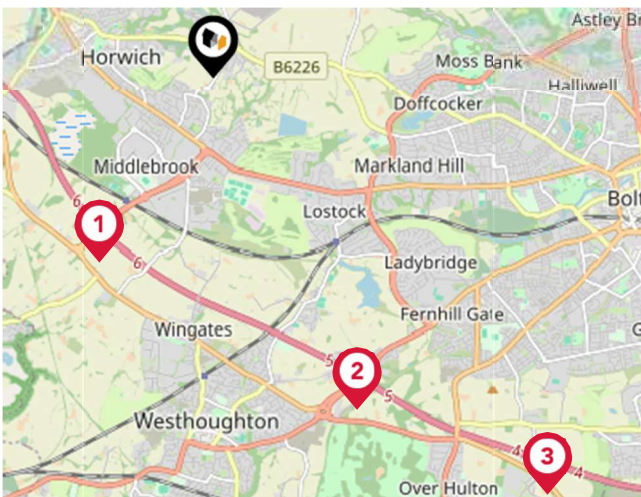 Astley Br
Horwich
B6226
Moss Bank
Halliwell
Doffcocker
Middlebrook
Markland Hill
6
1
Lostock
Bolt
6
Ladybridge
Wingates
Fernhill Gate
G
5
2
5
Westhoughton
4
3
4
Over Hulton